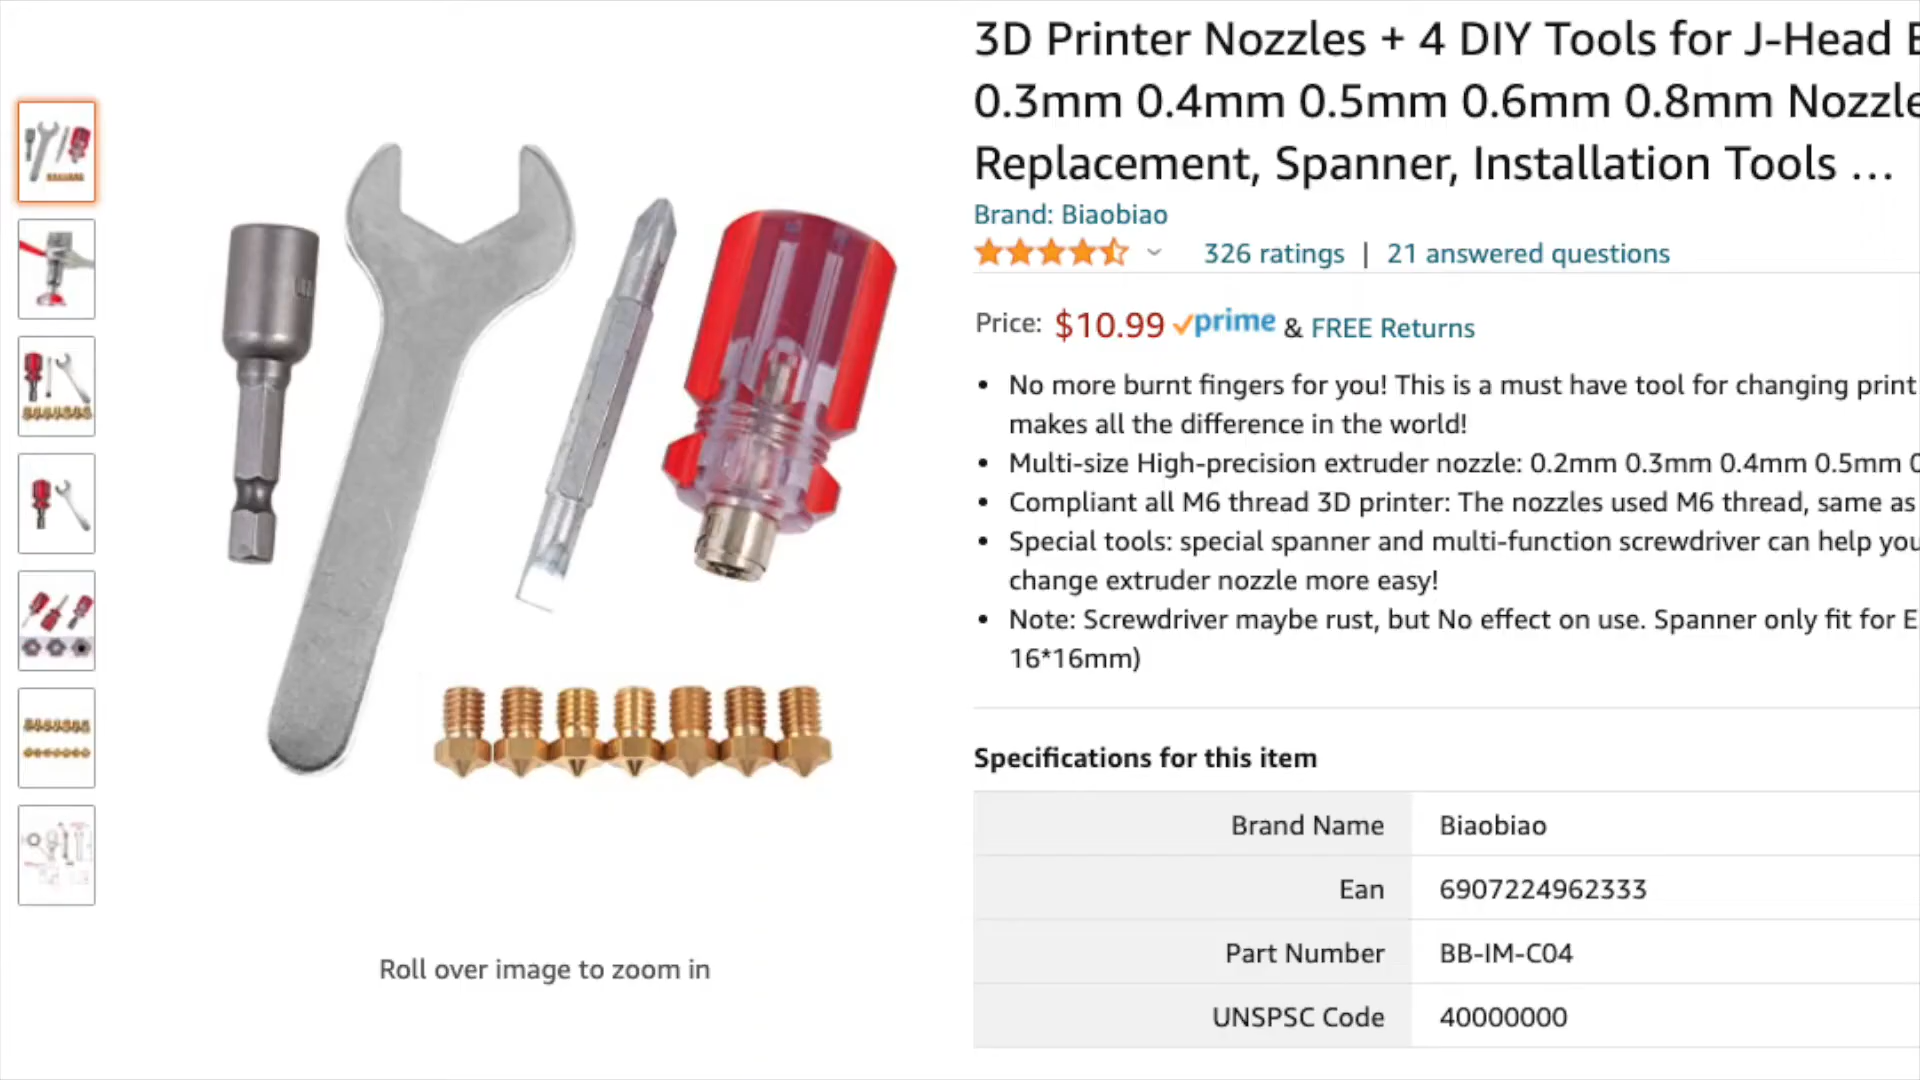 3D Printer Nozzles + 4 DIY Tools for J-Head
0.3mm 0.4mm 0.5mm 0.6mm 0.8mm Nozzle
Replacement, Spanner, Installation Tools ...
Brand: Biaobiao
326 ratings | 21 answered questions
Price: $10.99 prime & FREE Returns
• No more burnt fingers for you! This is a must have tool for changing print
makes all the difference in the world!
• Multi-size High-precision extruder nozzle: 0.2mm 0.3mm 0.4mm 0.5mm
• Compliant all M6 thread 3D printer: The nozzles used M6 thread, same as
• Special tools: special spanner and multi-function screwdriver can help you
change extruder nozzle more easy!
• Note: Screwdriver maybe rust, but No effect on use. Spanner only fit for E
16*16mm)
Specifications for this item
Brand Name Biaobiao
Ean 6907224962333
Part Number BB-IM-C04
UNSPSC Code 40000000
Roll over image to zoom in